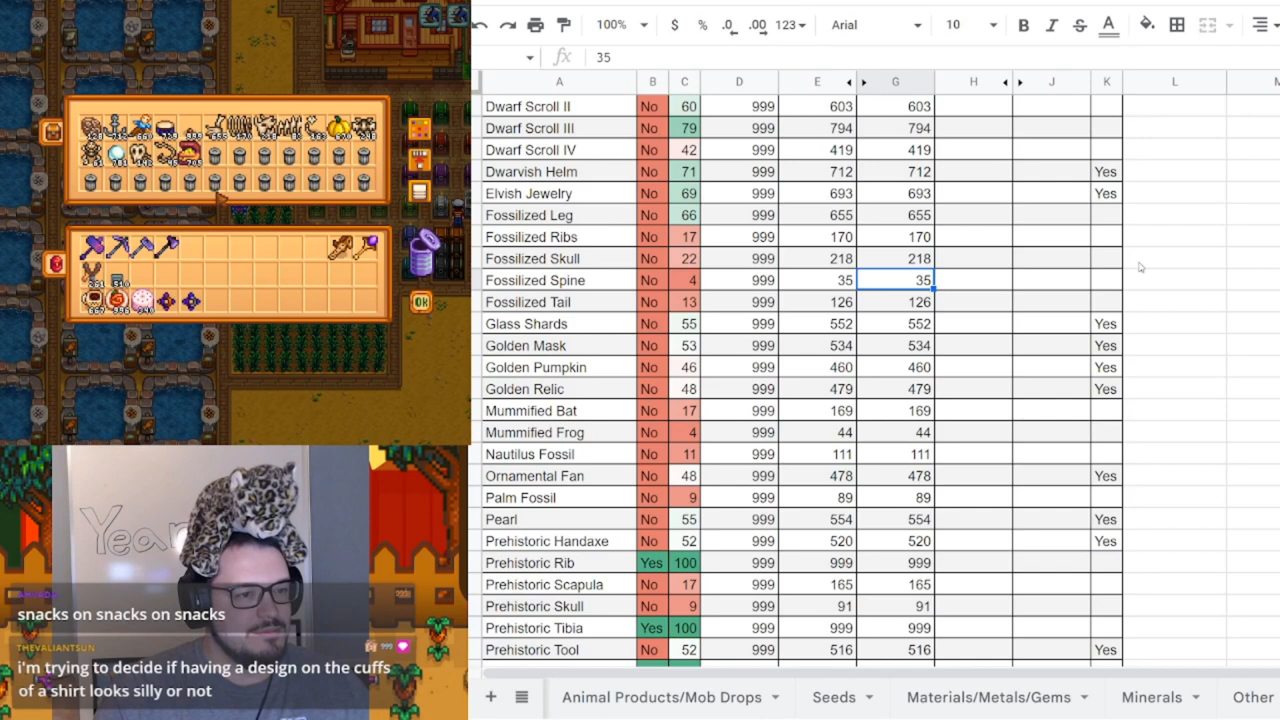 100% $ % .0 .00 123 Arial 10 B I S A
fx 35
A B C D E G H J K L
Dwarf Scroll II No 60 999 603 603
Dwarf Scroll III No 79 999 794 794
Dwarf Scroll IV No 42 999 419 419
Dwarvish Helm No 71 999 712 712 Yes
Elvish Jewelry No 69 999 693 693 Yes
Fossilized Leg No 66 999 655 655
Fossilized Ribs No 17 999 170 170
Fossilized Skull No 22 999 218 218
Fossilized Spine No 4 999 35 35
Fossilized Tail No 13 999 126 126
Glass Shards No 55 999 552 552 Yes
Golden Mask No 53 999 534 534 Yes
Golden Pumpkin No 46 999 460 460 Yes
Golden Relic No 48 999 479 479 Yes
Mummified Bat No 17 999 169 169
Mummified Frog No 4 999 44 44
Nautilus Fossil No 11 999 111 111
Ornamental Fan No 48 999 478 478 Yes
Palm Fossil No 9 999 89 89
Pearl No 55 999 554 554 Yes
Prehistoric Handaxe No 52 999 520 520 Yes
Prehistoric Rib Yes 100 999 999 999
Prehistoric Scapula No 17 999 165 165
Prehistoric Skull No 9 999 91 91
Prehistoric Tibia Yes 100 999 999 999
Prehistoric Tool No 52 999 516 516 Yes
+ Animal Products/Mob Drops Seeds Materials/Metals/Gems Minerals Other
OK
Year
snacks on snacks on snacks
THEVALIANTSUN
i'm trying to decide if having a design on the cuffs
of a shirt looks silly or not